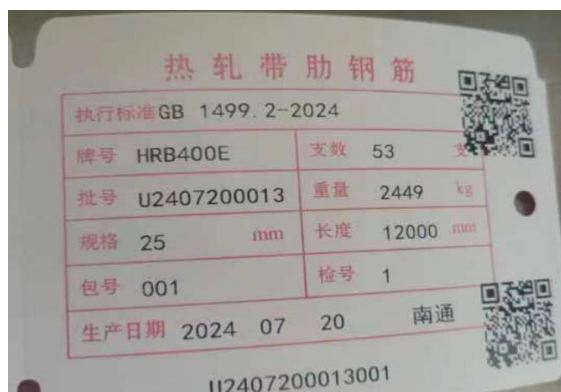 热轧带肋钢筋
执行标准 GB 1499.2-2024
牌号 HRB400E 支数 53 支
批号 U2407200013 重量 2449 kg
规格 25 mm 长度 12000 mm
包号 001 检号 1
生产日期 2024 07 20 南通
U2407200013001